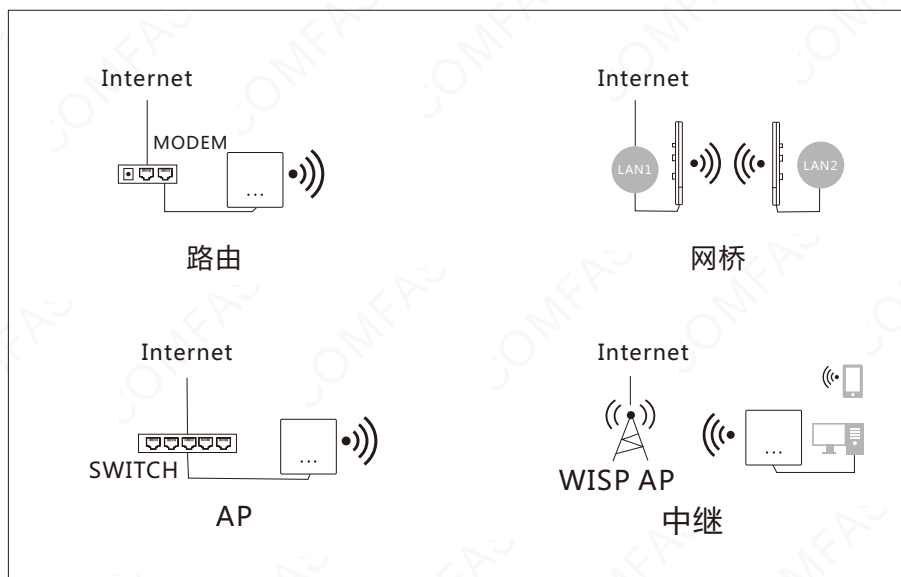 Internet
MODEM
路由
Internet
LAN1
LAN2
网桥
Internet
SWITCH
AP
Internet
WISP AP
中继